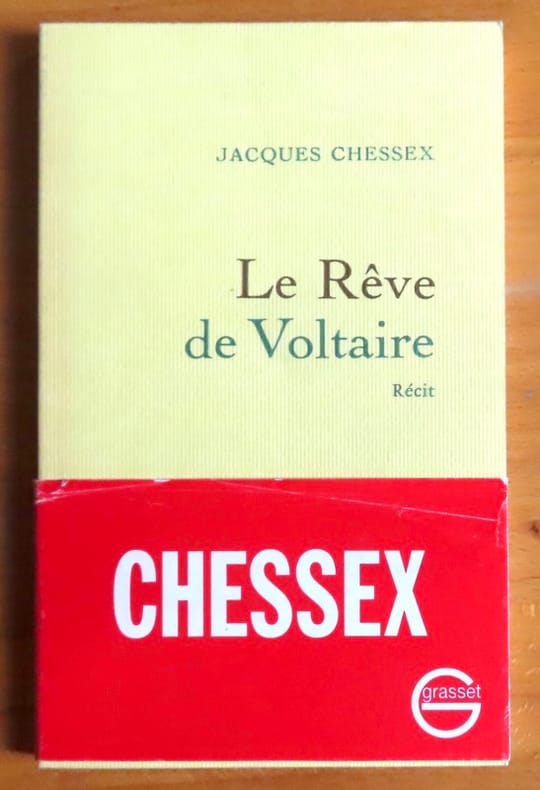 JACQUES CHESSEX
Le Rêve
de Voltaire
Récit
CHESSEX
grasset